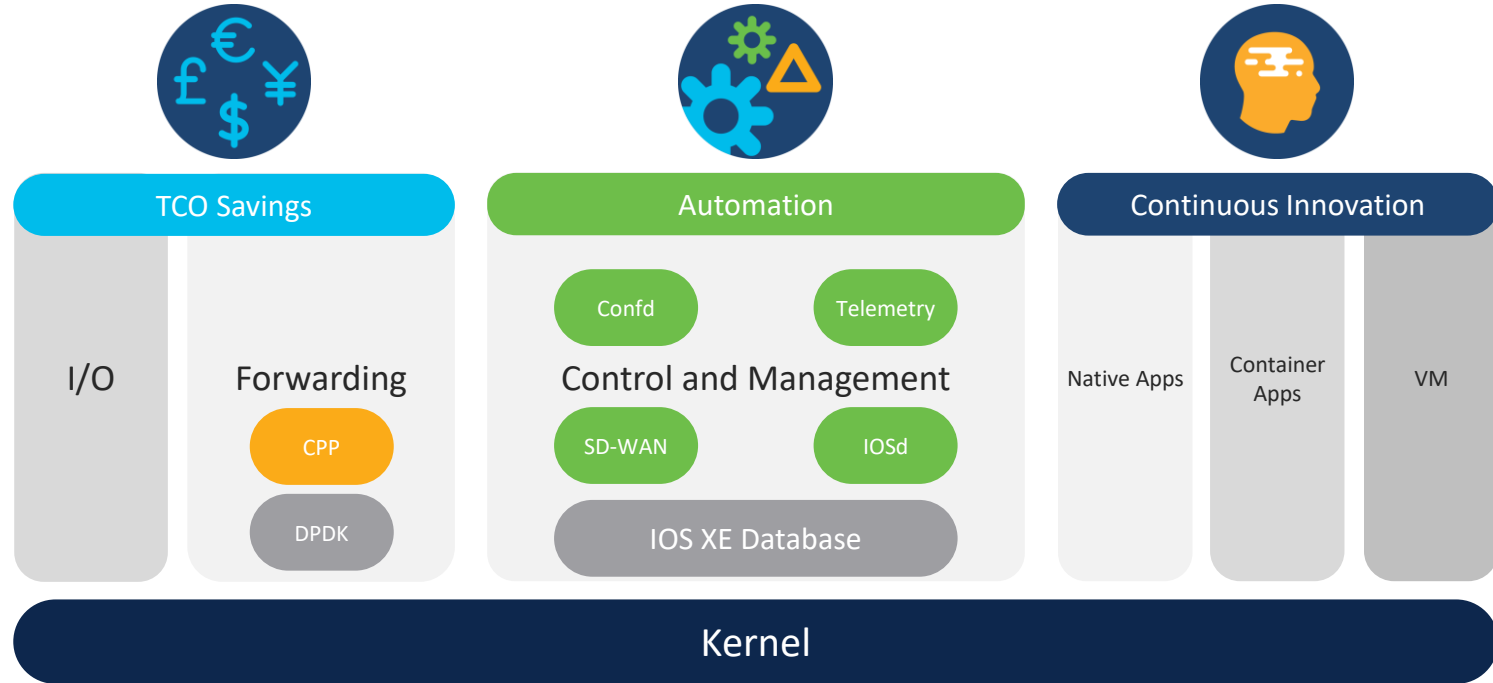 €
£ ¥
$
TCO Savings
Automation
Continuous Innovation
I/O
Forwarding
CPP
DPDK
Confd
Telemetry
Control and Management
SD-WAN
IOSd
IOS XE Database
Native Apps
Container
Apps
VM
Kernel